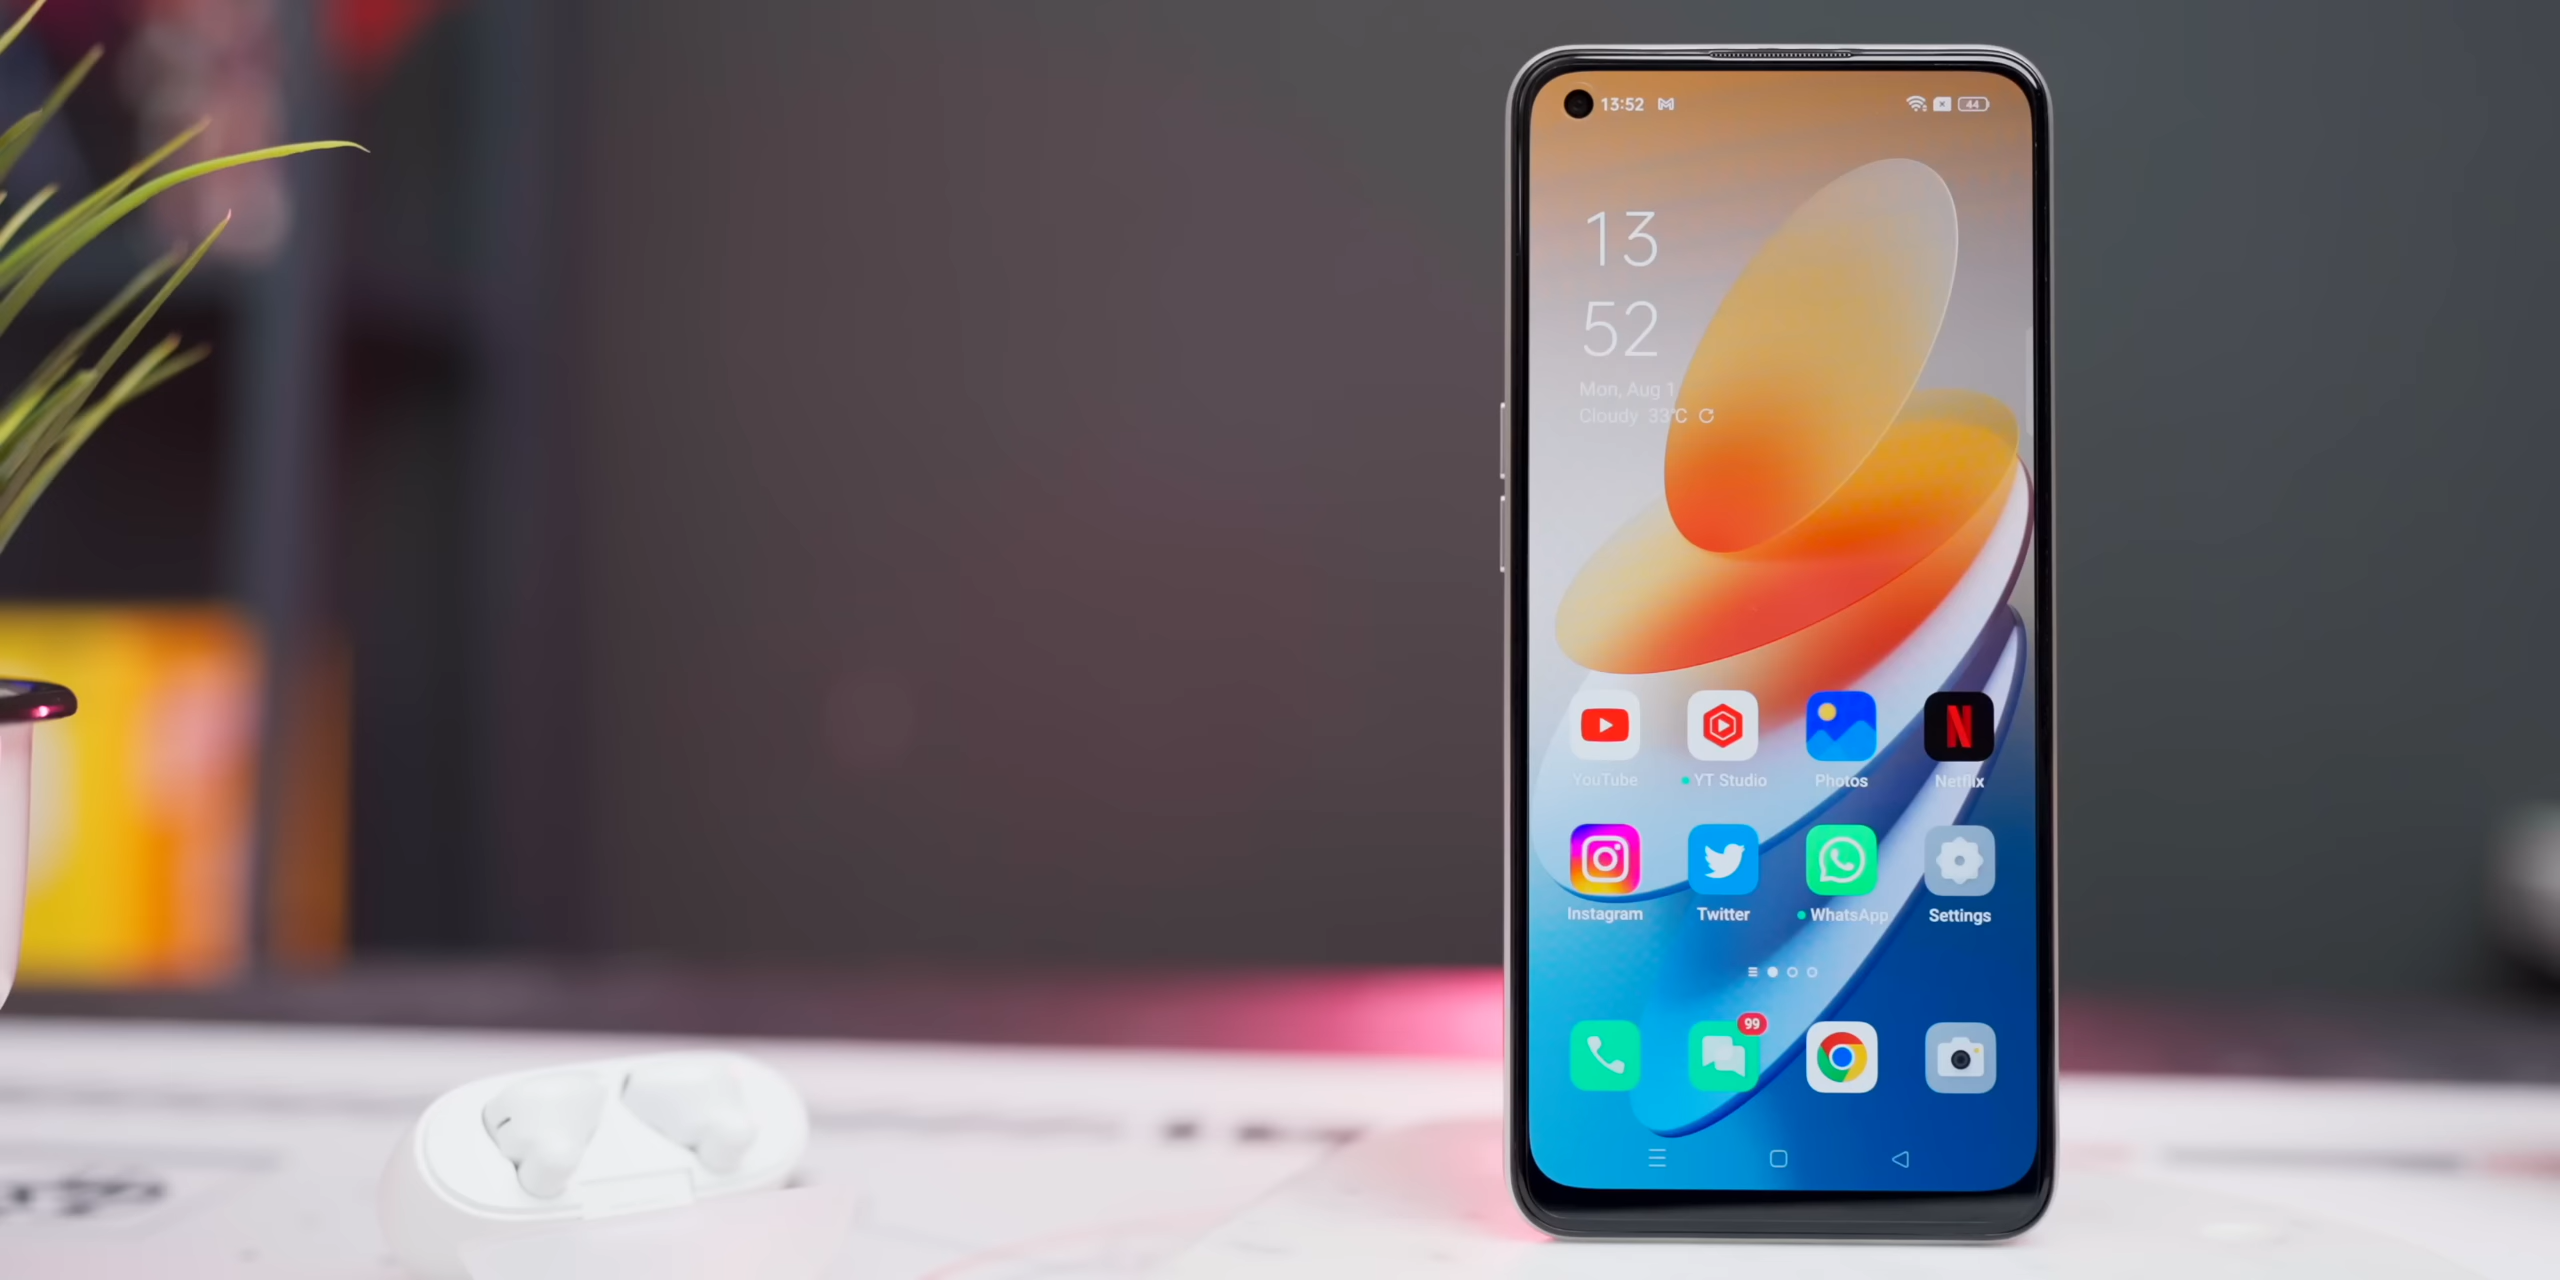 13:52 44
13
52
Mon, Aug 1
Cloudy 33°C
YouTube YT Studio Photos Netflix
Instagram Twitter WhatsApp Settings
99